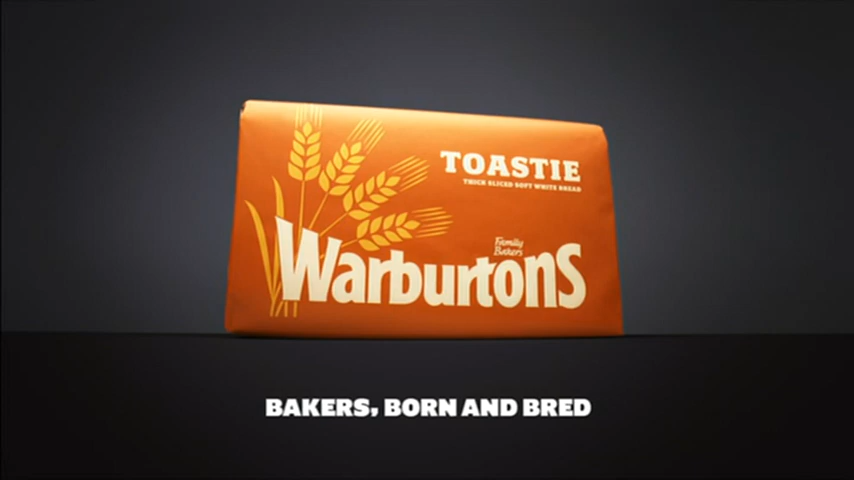 TOASTIE
THICK SLICED SOFT WHITE BREAD
Family
Bakers
Warburtons
BAKERS, BORN AND BRED